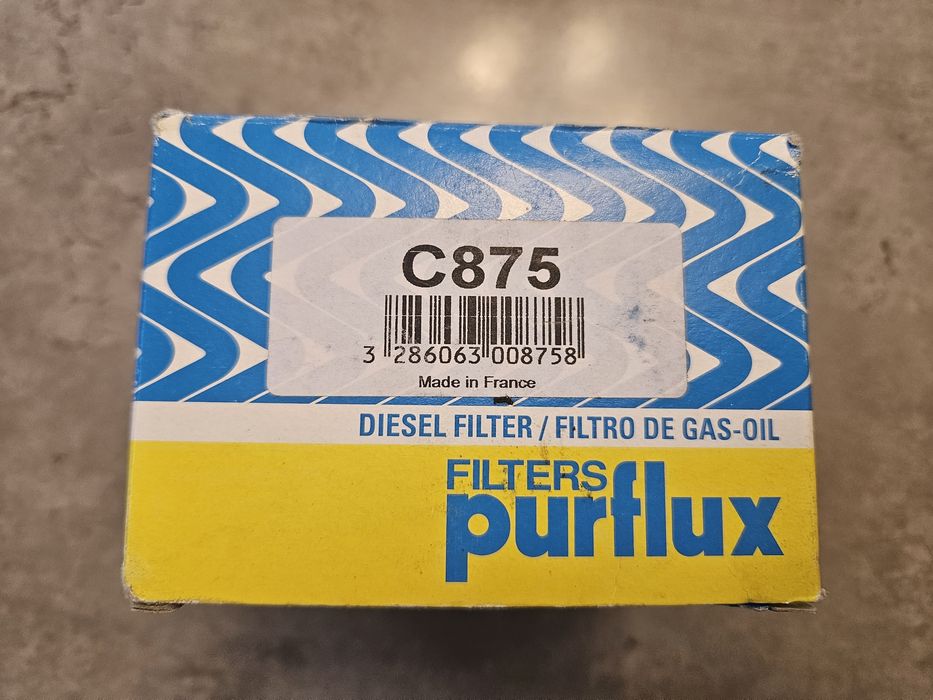 C875
3 286063 008758
Made in France
DIESEL FILTER / FILTRO DE GAS-OIL
FILTERS
purflux